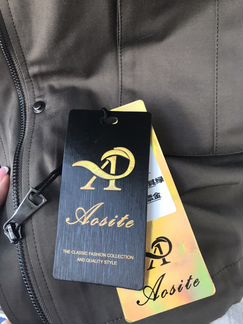 Aosite
THE CLASSIC FASHION COLLECTION
AND QUALITY STYLE
Aosite